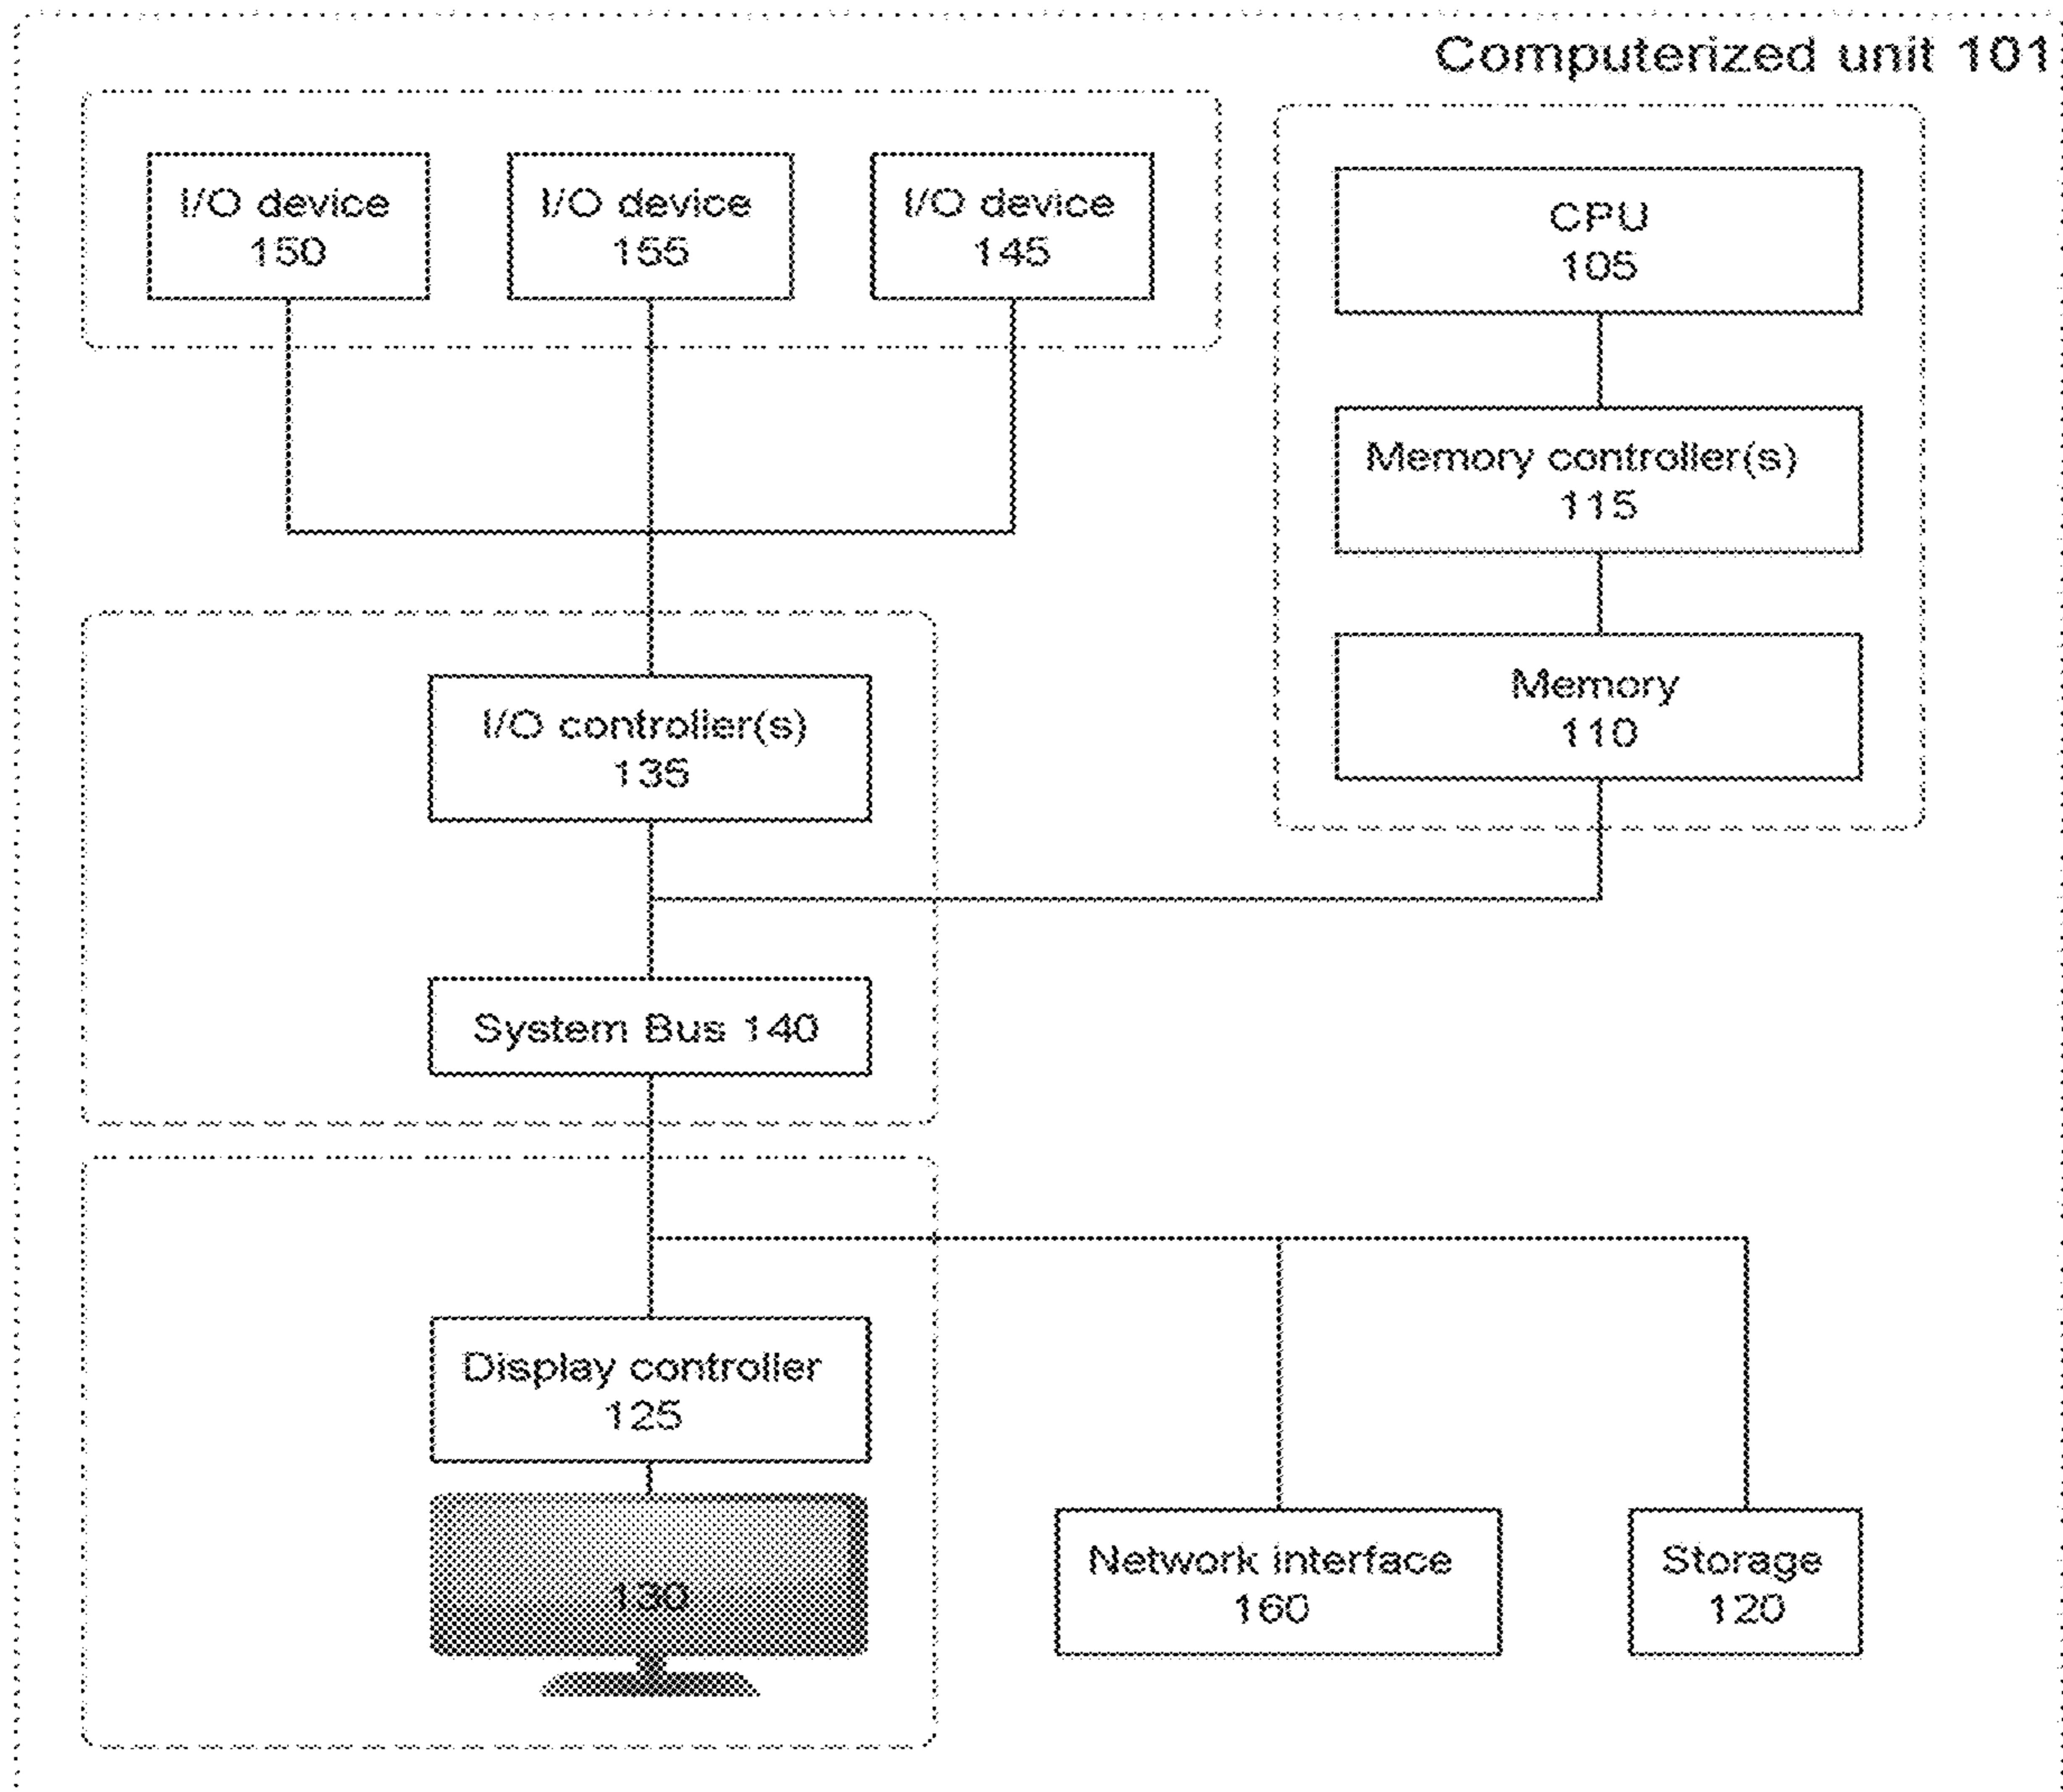 Computerized unit 101
I/O device
150
I/O device
155
I/O device
145
CPU
105
Memory controller(s)
115
Memory
110
I/O controller(s)
135
System Bus 140
Display controller
125
130
Network interface
160
Storage
120